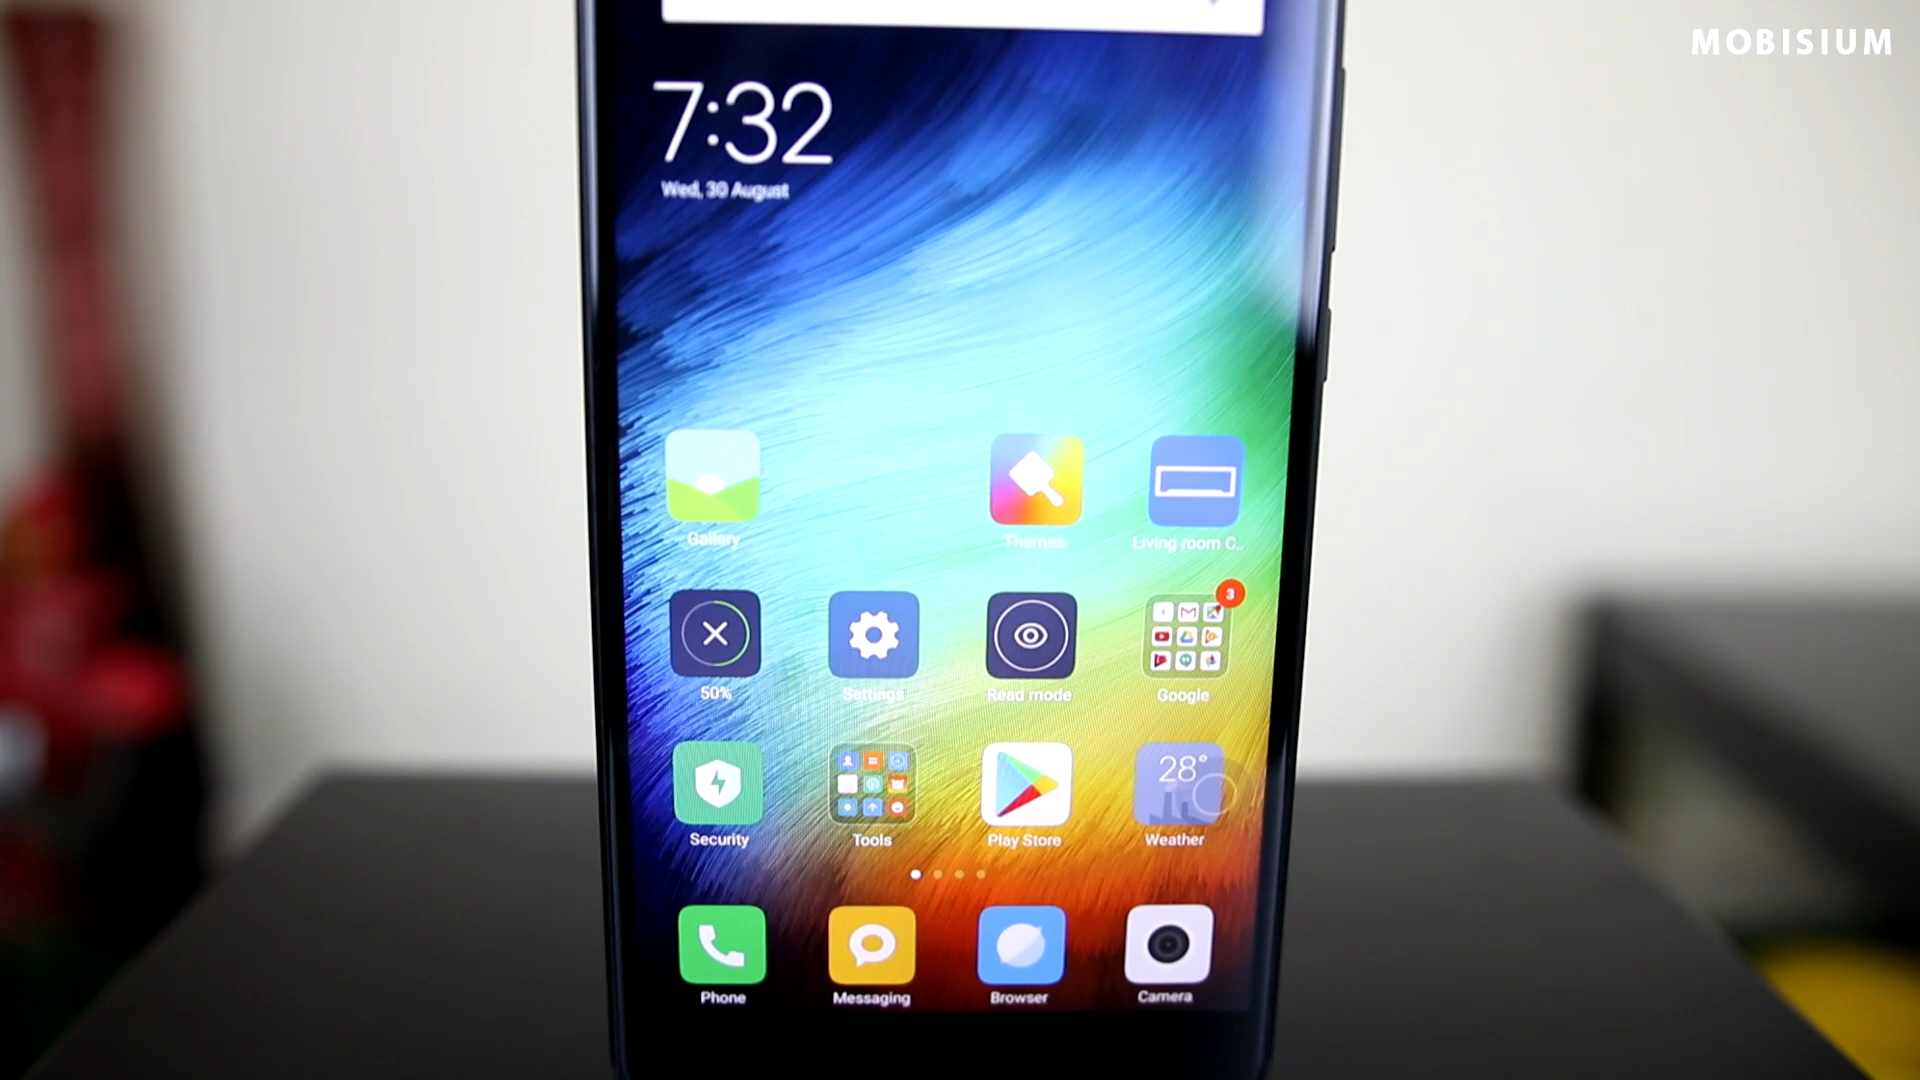 MOBISIUM
7:32
Wed, 30 August
Gallery
Themes
Living room C..
3
50%
Settings
Read mode
Google
28°
Security
Tools
Play Store
Weather
Phone
Messaging
Browser
Camera